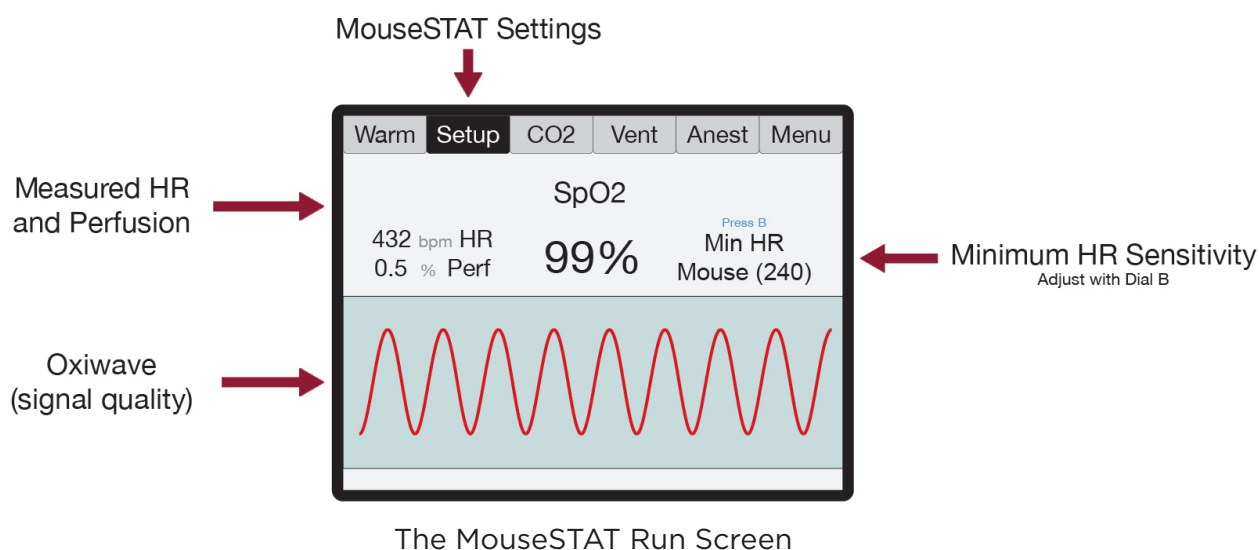 MouseSTAT Settings
Warm Setup CO2 Vent Anest Menu
Measured HR
and Perfusion
SpO2
432 bpm HR
0.5 % Perf
99%
Press B
Min HR
Mouse (240)
Minimum HR Sensitivity
Adjust with Dial B
Oxiwave
(signal quality)
The MouseSTAT Run Screen